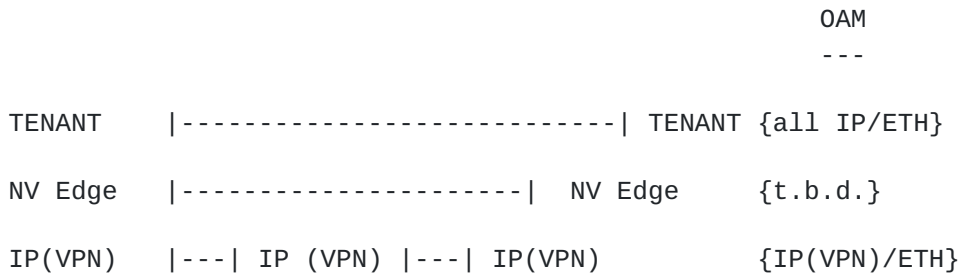 OAM
---
TENANT |----------------------------| TENANT {all IP/ETH}
NV Edge |----------------------| NV Edge {t.b.d.}
IP(VPN) |---| IP (VPN) |---| IP(VPN) {IP(VPN)/ETH}